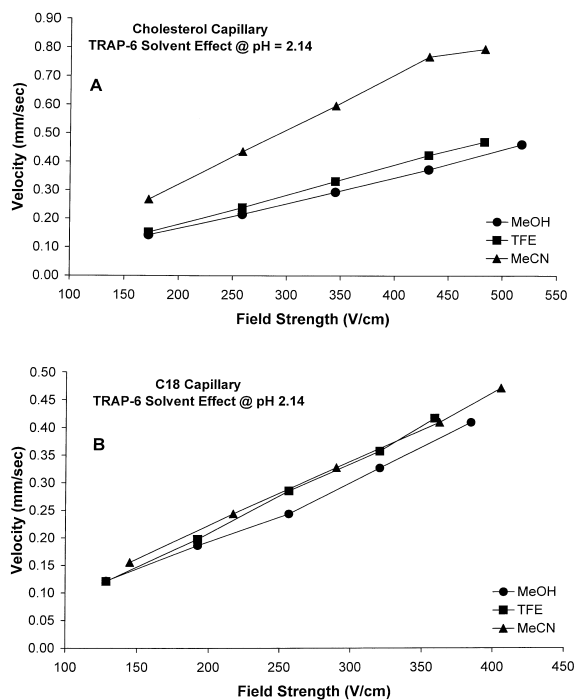 Cholesterol Capillary
TRAP-6 Solvent Effect @ pH = 2.14
A
Velocity (mm/sec)
0.90
0.80
0.70
0.60
0.50
0.40
0.30
0.20
0.10
0.00
100 150 200 250 300 350 400 450 500 550
Field Strength (V/cm)
MeOH
TFE
MeCN
C18 Capillary
TRAP-6 Solvent Effect @ pH 2.14
B
Velocity (mm/sec)
0.50
0.45
0.40
0.35
0.30
0.25
0.20
0.15
0.10
0.05
0.00
100 150 200 250 300 350 400 450
Field Strength (V/cm)
MeOH
TFE
MeCN